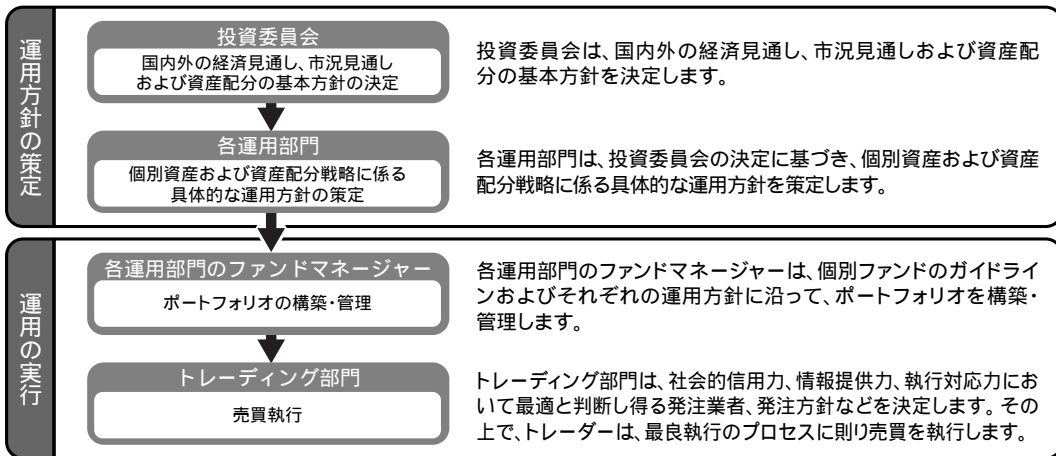 運用方針の策定
投資委員会
国内外の経済見通し、市況見通し
および資産配分の基本方針の決定
投資委員会は、国内外の経済見通し、市況見通しおよび資産配
分の基本方針を決定します。
各運用部門
個別資産および資産配分戦略に係る
具体的な運用方針の策定
各運用部門は、投資委員会の決定に基づき、個別資産および資産
配分戦略に係る具体的な運用方針を策定します。
運用の実行
各運用部門のファンドマネージャー
ポートフォリオの構築・管理
各運用部門のファンドマネージャーは、個別ファンドのガイドライ
ンおよびそれぞれの運用方針に沿って、ポートフォリオを構築・
管理します。
トレーディング部門
売買執行
トレーディング部門は、社会的信用力、情報提供力、執行対応力にお
いて最適と判断し得る発注業者、発注方針などを決定します。その
上で、トレーダーは、最良執行のプロセスに則り売買を執行します。